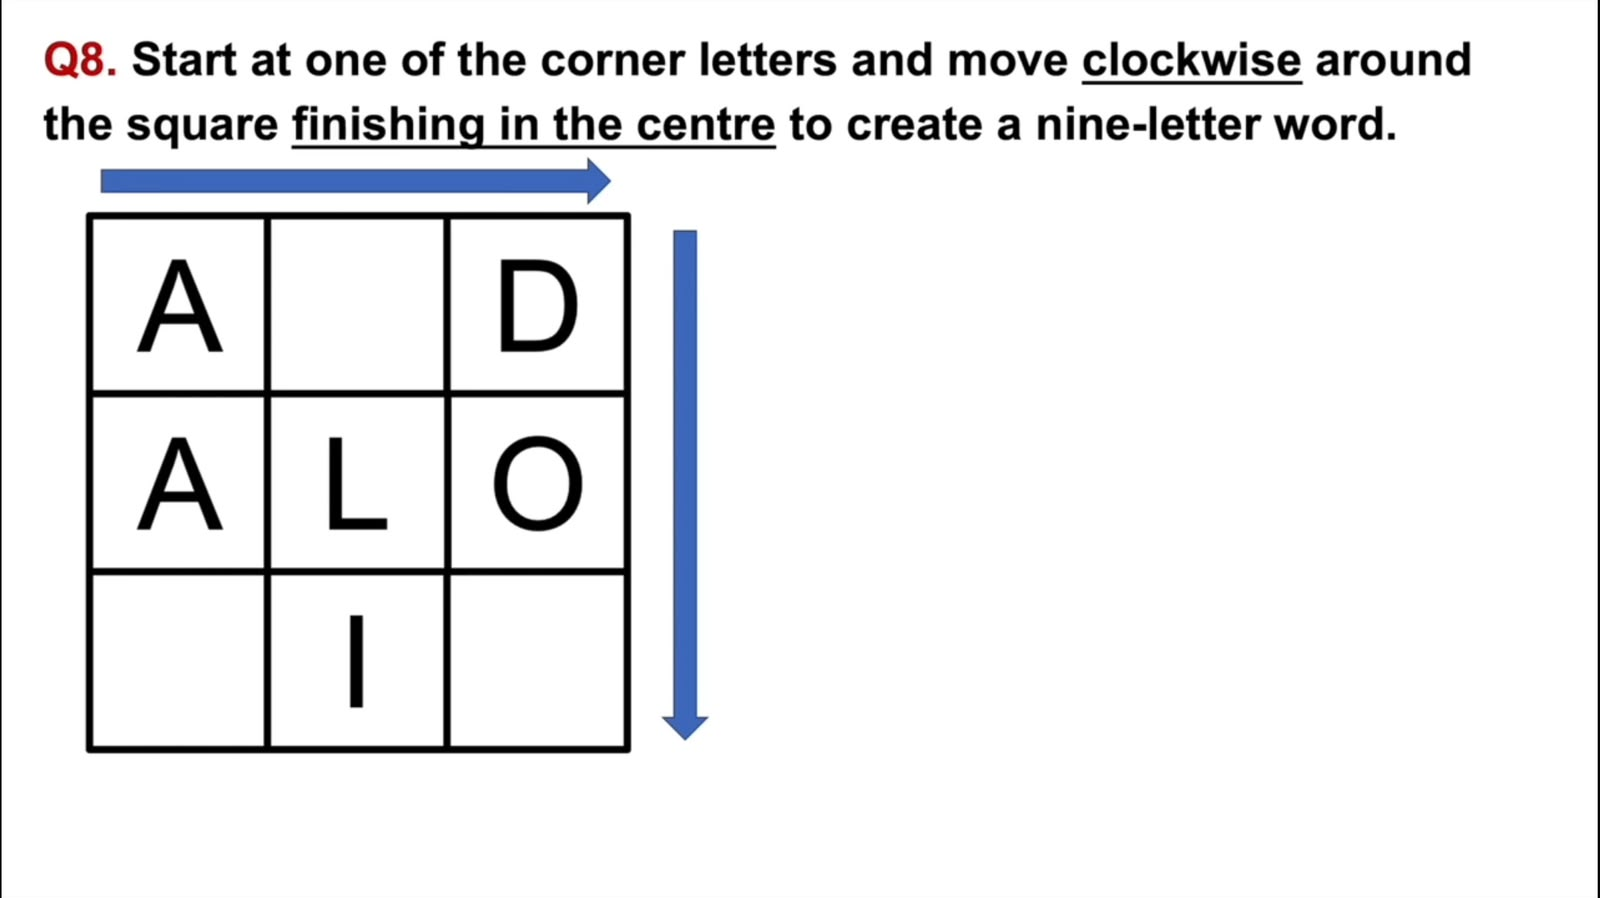 Q8. Start at one of the corner letters and move clockwise around
the square finishing in the centre to create a nine-letter word.
A D
A L O
I